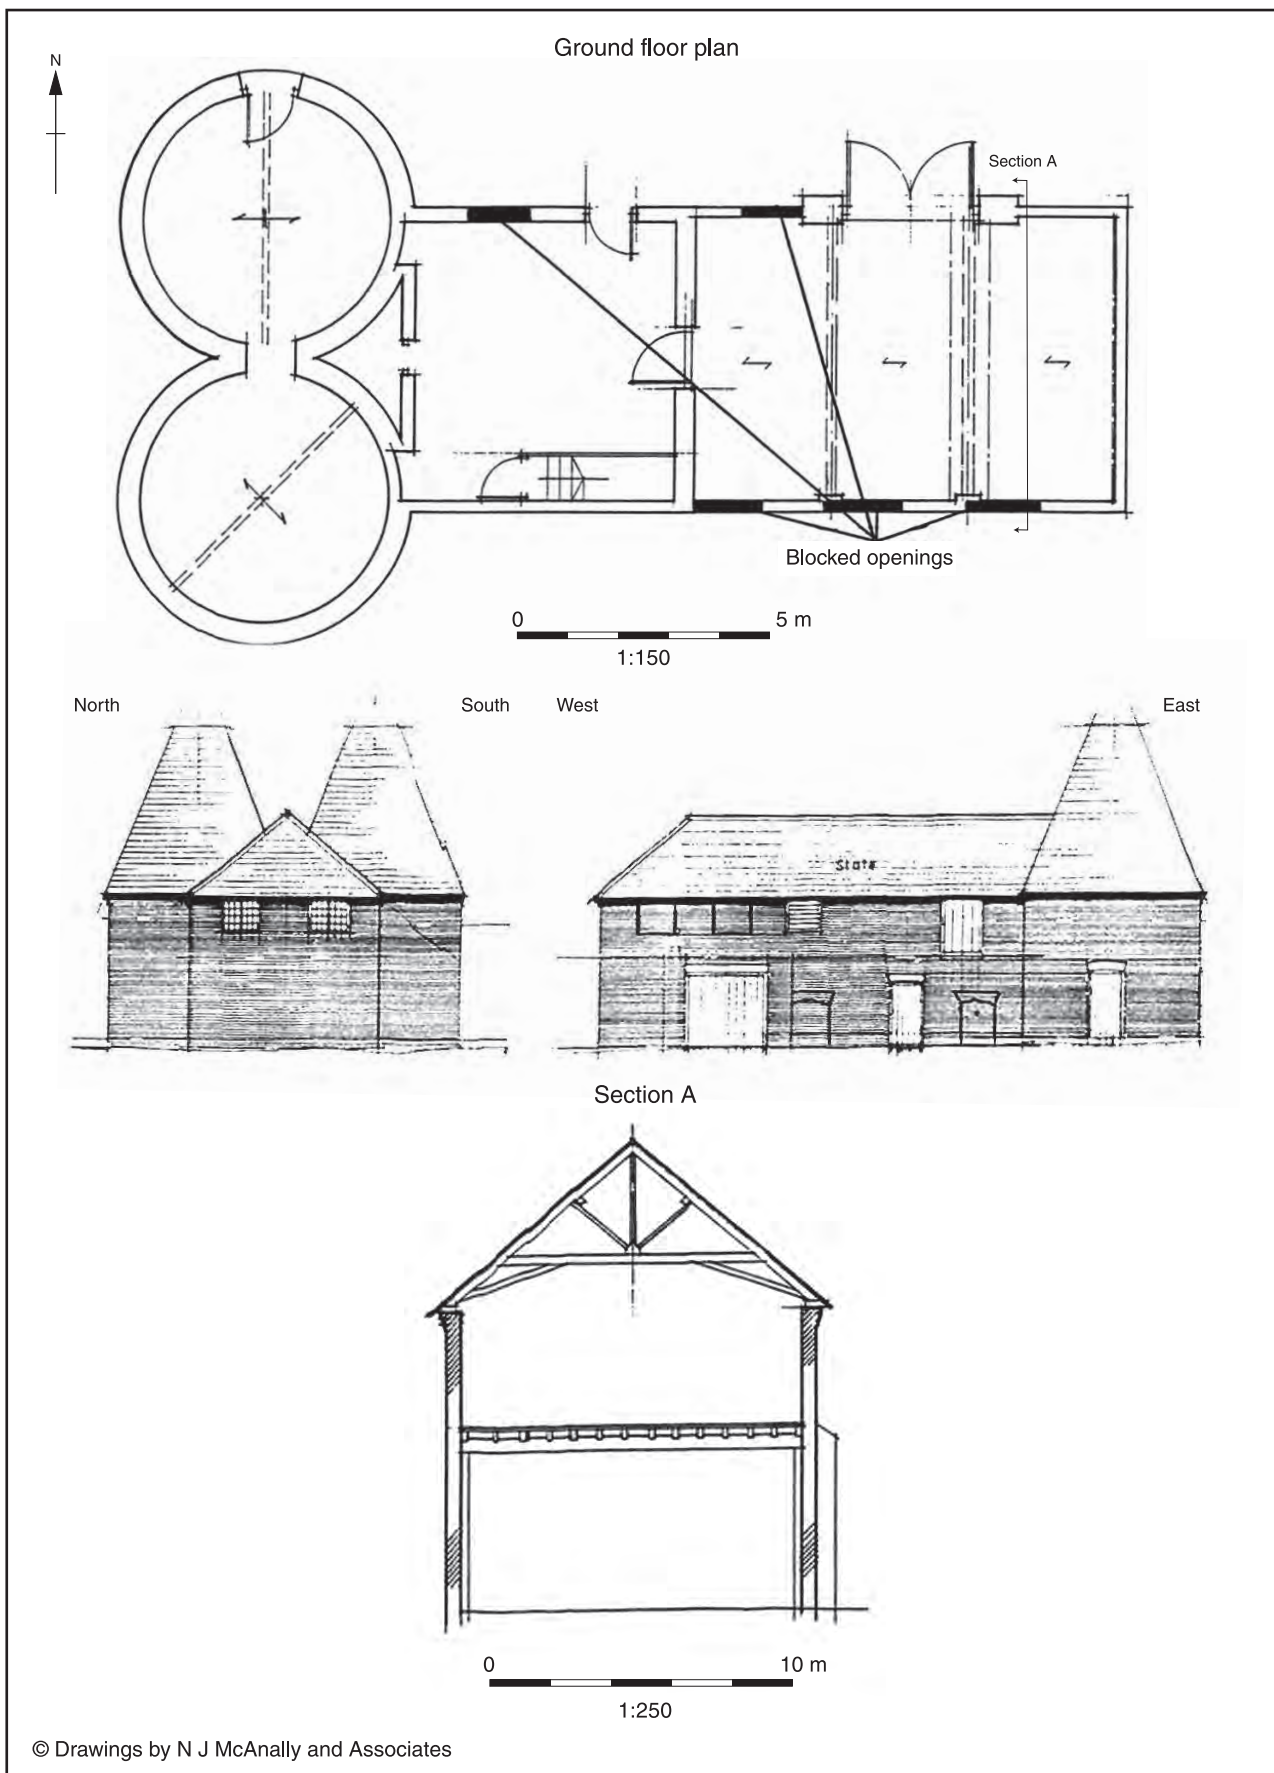 Ground floor plan
N
Section A
Blocked openings
0 5 m
1:150
North South West East
Slate
Section A
0 10 m
1:250
© Drawings by N J McAnally and Associates